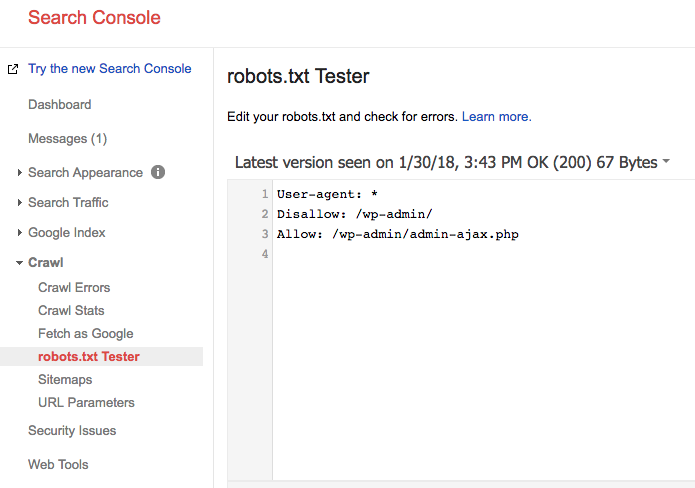 Search Console
Try the new Search Console
Dashboard
Messages (1)
Search Appearance i
Search Traffic
Google Index
Crawl
Crawl Errors
Crawl Stats
Fetch as Google
robots.txt Tester
Sitemaps
URL Parameters
Security Issues
Web Tools
robots.txt Tester
Edit your robots.txt and check for errors. Learn more.
Latest version seen on 1/30/18, 3:43 PM OK (200) 67 Bytes
1 User-agent: *
2 Disallow: /wp-admin/
3 Allow: /wp-admin/admin-ajax.php
4